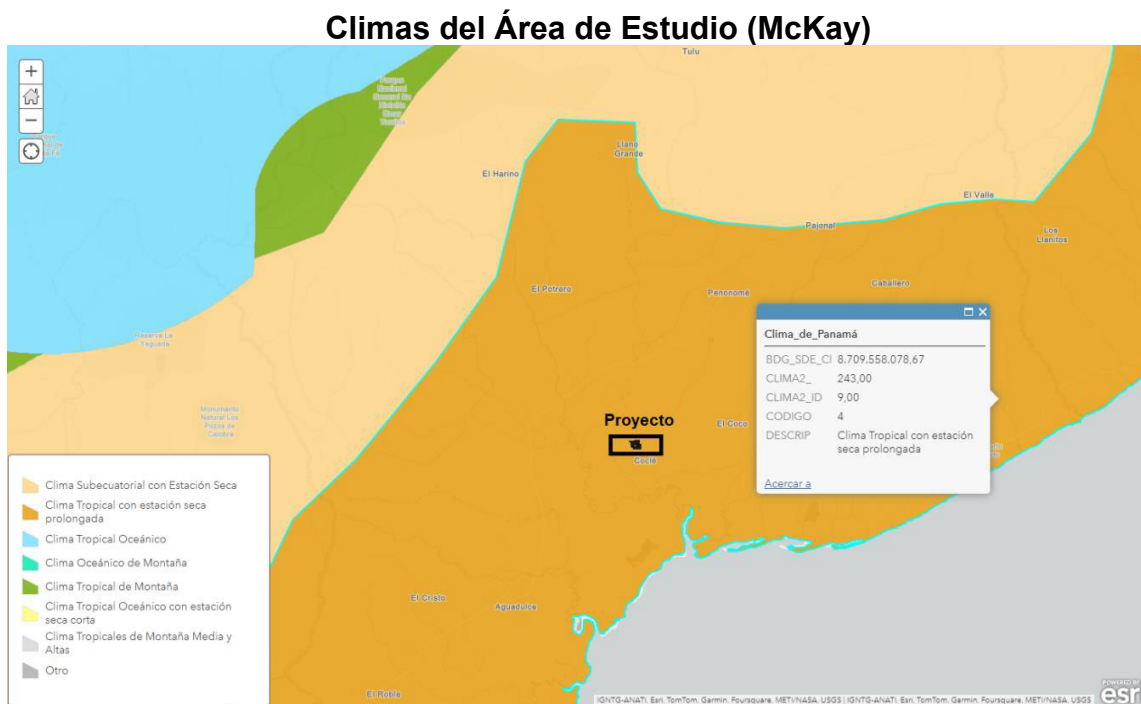 Climas del Área de Estudio (McKay)
Tulu
Llano
Grande
El Harino
El Valle
Pajonal
Los
Llanitos
El Potrero
Penonome
Caballero
Reserva La
Yeguada
Monumento
Natural Los
Pozos de
Calobre
Proyecto
El Coco
Coclé
El Cristo
Aguadulce
El Roble
Clima_de_Panamá
BDG_SDE_Cl 8.709.558.078,67
CLIMA2_ 243,00
CLIMA2_ID 9,00
CODIGO 4
DESCRIP Clima Tropical con estación
seca prolongada
Acercar a
Clima Subecuatorial con Estación Seca
Clima Tropical con estación seca
prolongada
Clima Tropical Oceánico
Clima Oceánico de Montaña
Clima Tropical de Montaña
Clima Tropical Oceánico con estación
seca corta
Clima Tropicales de Montaña Media y
Altas
Otro
IGNTG-ANATI, Esri, TomTom, Garmin, Foursquare, METI/NASA, USGS | IGNTG-ANATI, Esri, TomTom, Garmin, Foursquare, METI/NASA, USGS
POWERED BY
esri